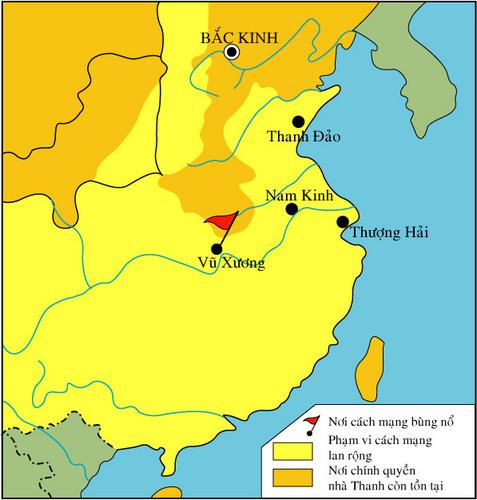 BẮC KINH
Thanh Đảo
Nam Kinh
Thượng Hải
Vũ Xương
Nơi cách mạng bùng nổ
Phạm vi cách mạng
lan rộng
Nơi chính quyền
nhà Thanh còn tồn tại